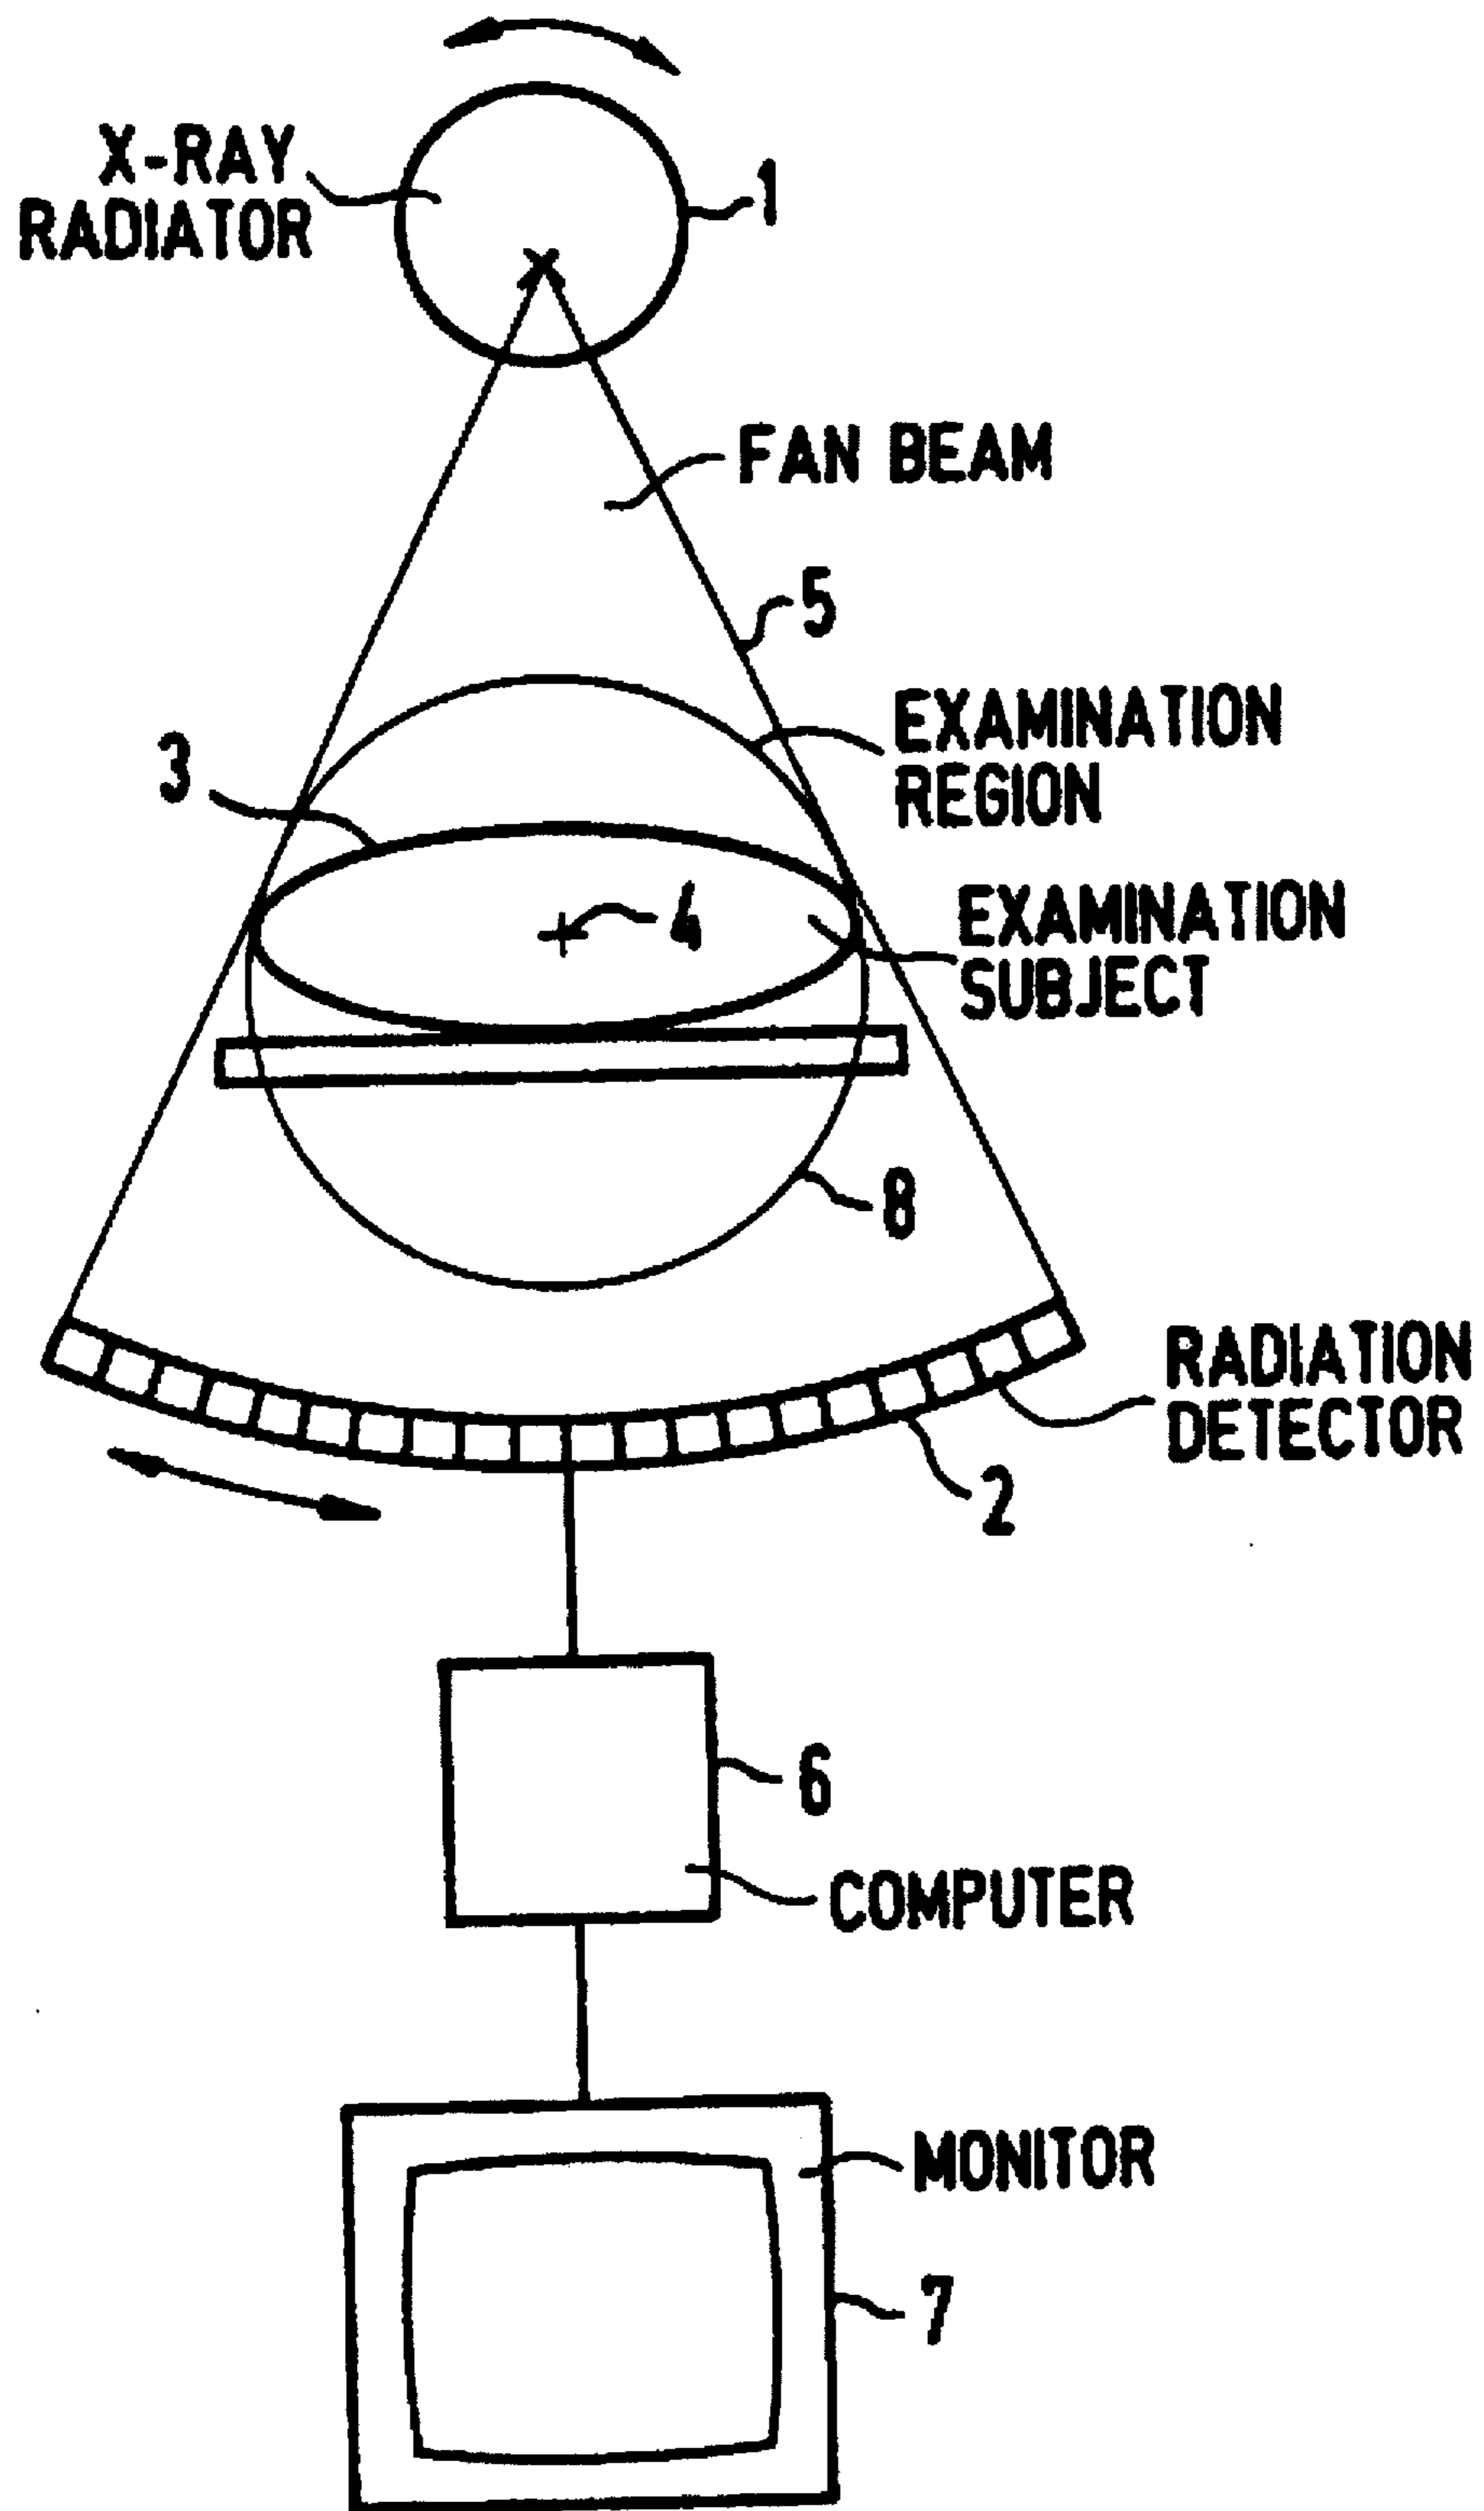 X-RAY
RADIATOR
1
FAN BEAM
5
EXAMINATION
REGION
3
4
EXAMINATION
SUBJECT
8
RADIATION
DETECTOR
2
6
COMPUTER
MONITOR
7